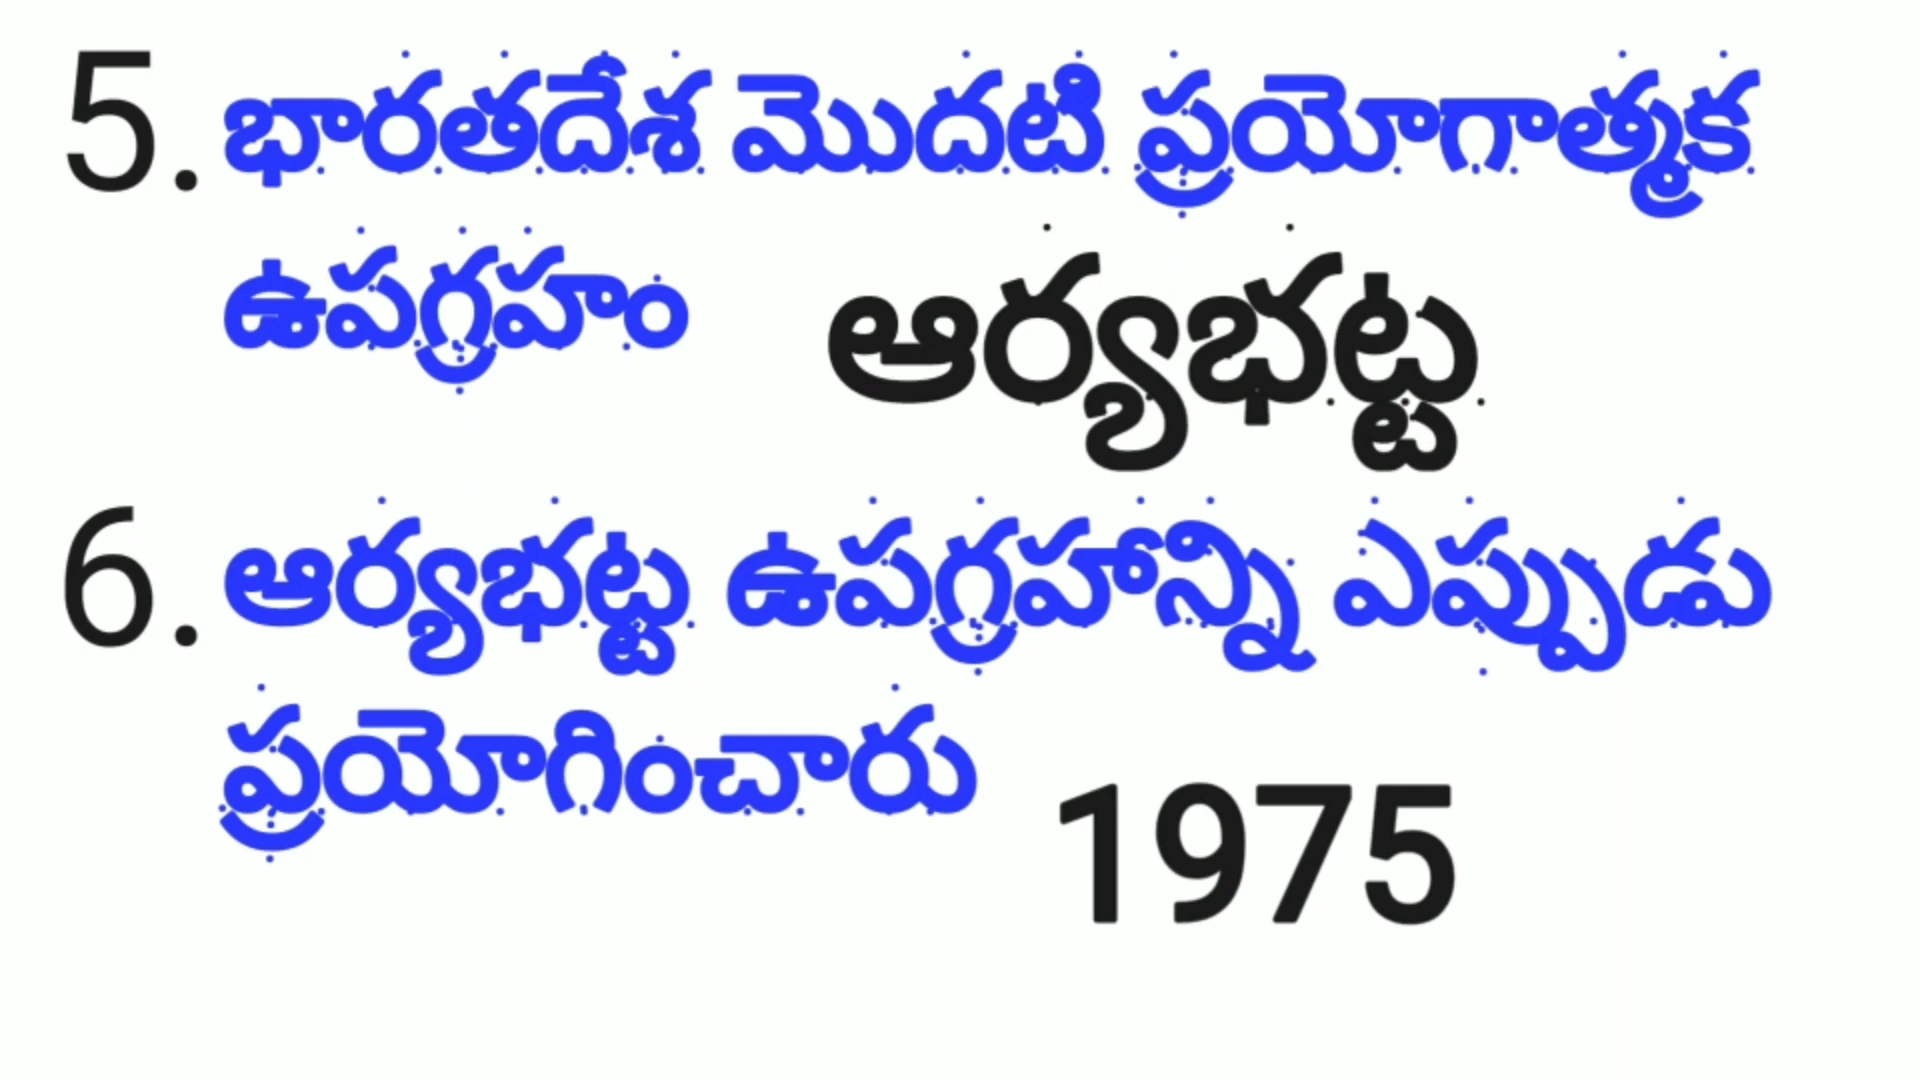 5. భారతదేశ మొదటి ప్రయోగాత్మక
ఉపగ్రహం ఆర్యభట్ట
6. ఆర్యభట్ట ఉపగ్రహాన్ని ఎప్పుడు
ప్రయోగించారు 1975